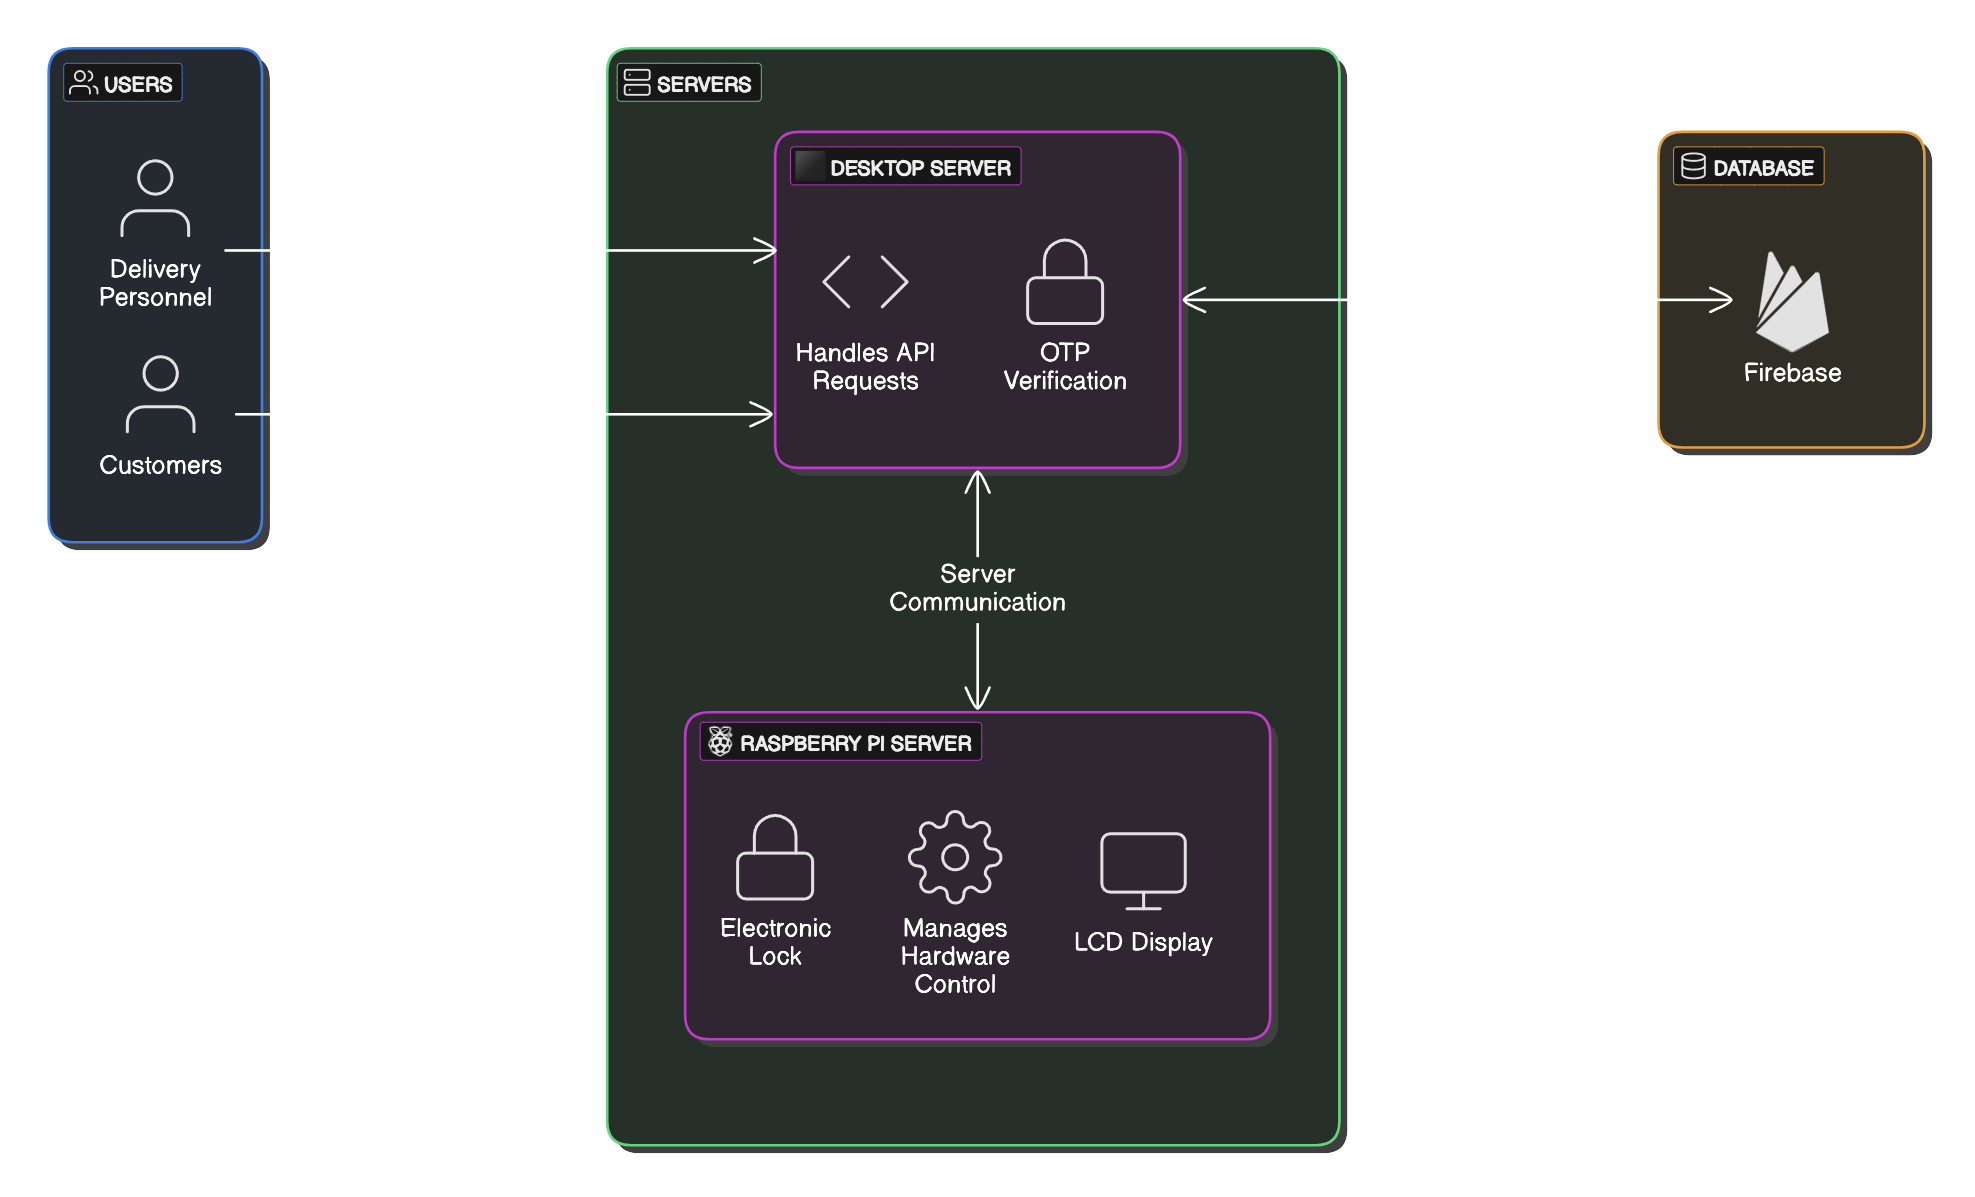 USERS
Delivery
Personnel
Customers
SERVERS
DESKTOP SERVER
Handles API
Requests
OTP
Verification
Server
Communication
RASPBERRY PI SERVER
Electronic
Lock
Manages
Hardware
Control
LCD Display
DATABASE
Firebase